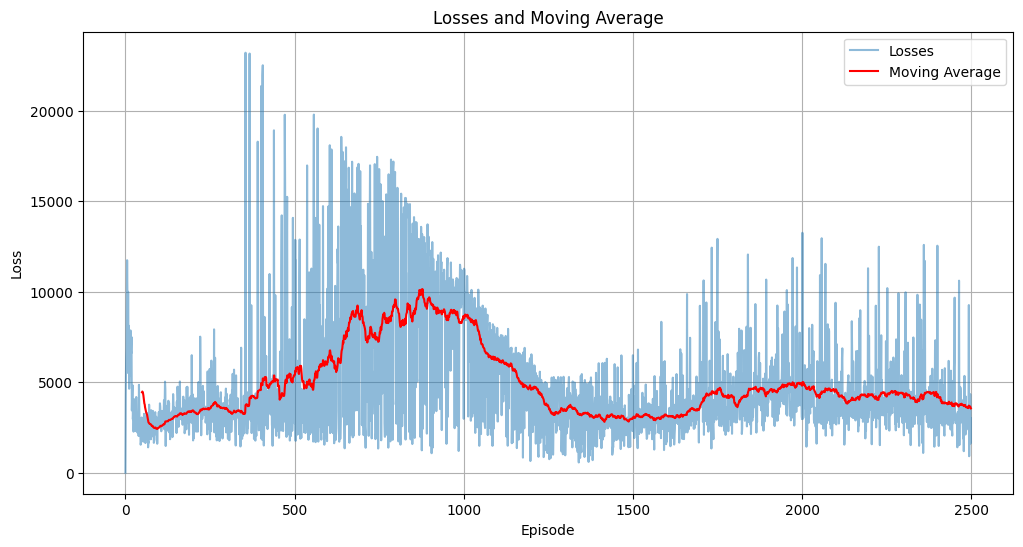 Losses and Moving Average
Losses
Moving Average
Loss
20000
15000
10000
5000
0
0 500 1000 1500 2000 2500
Episode